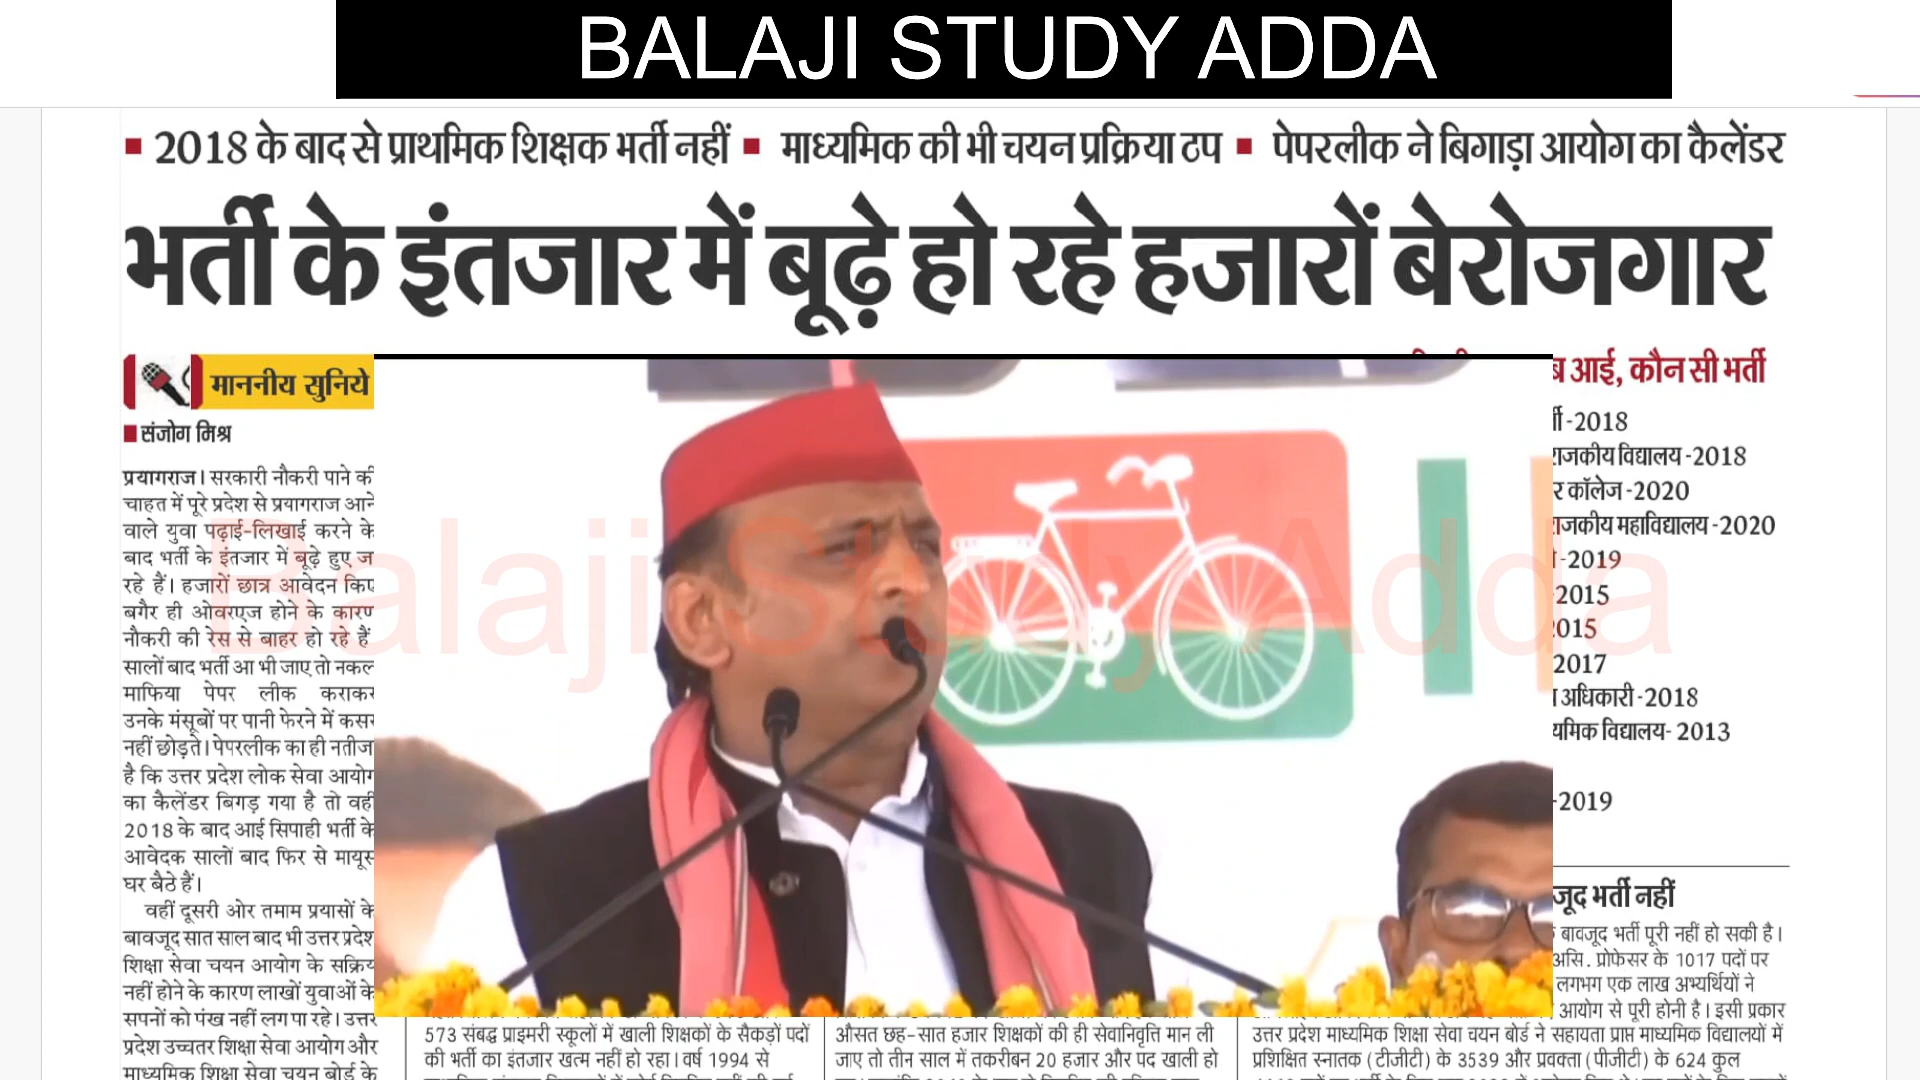 BALAJI STUDY ADDA
2018 के बाद से प्राथमिक शिक्षक भर्ती नहीं ■ माध्यमिक की भी चयन प्रक्रिया ठप ■ पेपरलीक ने बिगाड़ा आयोग का कैलेंडर
भर्ती के इंतजार में बूढ़े हो रहे हजारों बेरोजगार
माननीय सुनिये
संजोग मिश्र
प्रयागराज। सरकारी नौकरी पाने की
चाहत में पूरे प्रदेश से प्रयागराज आने
वाले युवा पढ़ाई-लिखाई करने के
बाद भर्ती के इंतजार में बूढ़े हुए ज
रहे हैं। हजारों छात्र आवेदन किए
बगैर ही ओवरएज होने के कारण
नौकरी की रेस से बाहर हो रहे हैं
सालों बाद भर्ती आ भी जाए तो नकल
माफिया पेपर लीक कराकर
उनके मंसूबों पर पानी फेरने में कसर
नहीं छोड़ते। पेपरलीक का ही नतीज
है कि उत्तर प्रदेश लोक सेवा आयोग
का कैलेंडर बिगड़ गया है तो वहीं
2018 के बाद आई सिपाही भर्ती के
आवेदक सालों बाद फिर से मायूस
घर बैठे हैं।
वहीं दूसरी ओर तमाम प्रयासों के
बावजूद सात साल बाद भी उत्तर प्रदेश
शिक्षा सेवा चयन आयोग के सक्रिय
नहीं होने के कारण लाखों युवाओं के
सपनों को पंख नहीं लग पा रहे। उत्तर
प्रदेश उच्चतर शिक्षा सेवा आयोग और
माध्यमिक शिक्षा सेवा चयन बोर्ड के
573 संबद्ध प्राइमरी स्कूलों में खाली शिक्षकों के सैकड़ों पदों
की भर्ती का इंतजार खत्म नहीं हो रहा। वर्ष 1994 से
औसत छह-सात हजार शिक्षकों की ही सेवानिवृति मान ली
जाए तो तीन साल में तकरीबन 20 हजार और पद खाली हो
आई, कौन सी भर्ती
-2018
राजकीय विद्यालय -2018
कॉलेज -2020
राजकीय महाविद्यालय -2020
-2019
-2015
2015
2017
अधिकारी -2018
विद्यालय- 2013
-2019
भर्ती नहीं
बावजूद भर्ती पूरी नहीं हो सकी है।
असि. प्रोफेसर के 1017 पदों पर
लगभग एक लाख अभ्यर्थियों ने
आयोग से पूरी होनी है। इसी प्रकार
उत्तर प्रदेश माध्यमिक शिक्षा सेवा चयन बोर्ड ने सहायता प्राप्त माध्यमिक विद्यालयों में
प्रशिक्षित स्नातक (टीजीटी) के 3539 और प्रवक्ता (पीजीटी) के 624 कुल
Balaji Study Adda